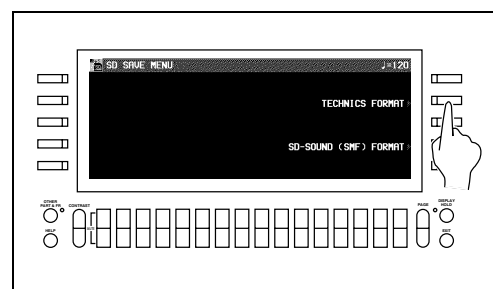 SD SAVE MENU ♩=120
TECHNICS FORMAT
SD-SOUND (SMF) FORMAT
OTHER PART & FR
CONTRAST
PAGE
DISPLAY HOLD
HELP
EXIT